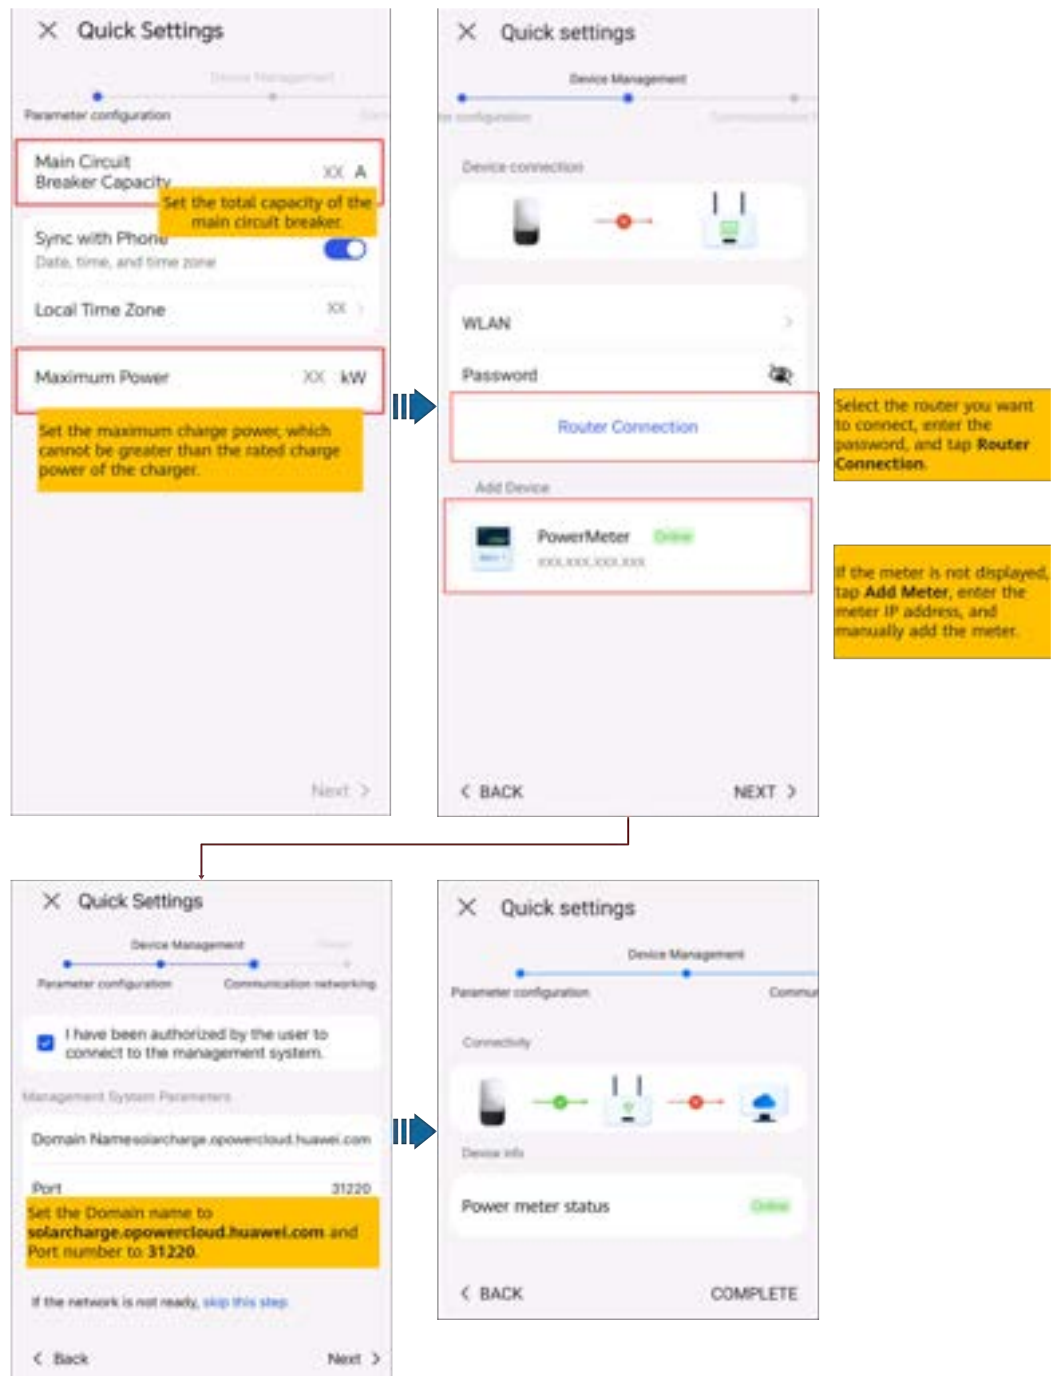 Quick Settings
Device Management
Parameter configuration
Main Circuit
Breaker Capacity
XX A
Set the total capacity of the
main circuit breaker.
Sync with Phone
Date, time, and time zone
Local Time Zone
XX
Maximum Power
XX kW
Set the maximum charge power, which
cannot be greater than the rated charge
power of the charger.
Next >
Quick settings
Device Management
configuration
Device connection
WLAN
Password
Router Connection
Add Device
PowerMeter Online
XXX.XXX.XXX.XXX
< BACK
NEXT >
Select the router you want
to connect, enter the
password, and tap Router
Connection.
If the meter is not displayed,
tap Add Meter, enter the
meter IP address, and
manually add the meter.
Quick Settings
Device Management
Parameter configuration
Communication networking
I have been authorized by the user to
connect to the management system.
Management System Parameters
Domain Name solarcharge.opowercloud.huawei.com
Port 31220
Set the Domain name to
solarcharge.opowercloud.huawei.com and
Port number to 31220.
If the network is not ready, skip this step
< Back
Next >
Quick settings
Device Management
Parameter configuration
Commun
Connectivity
Device info
Power meter status
Online
< BACK
COMPLETE